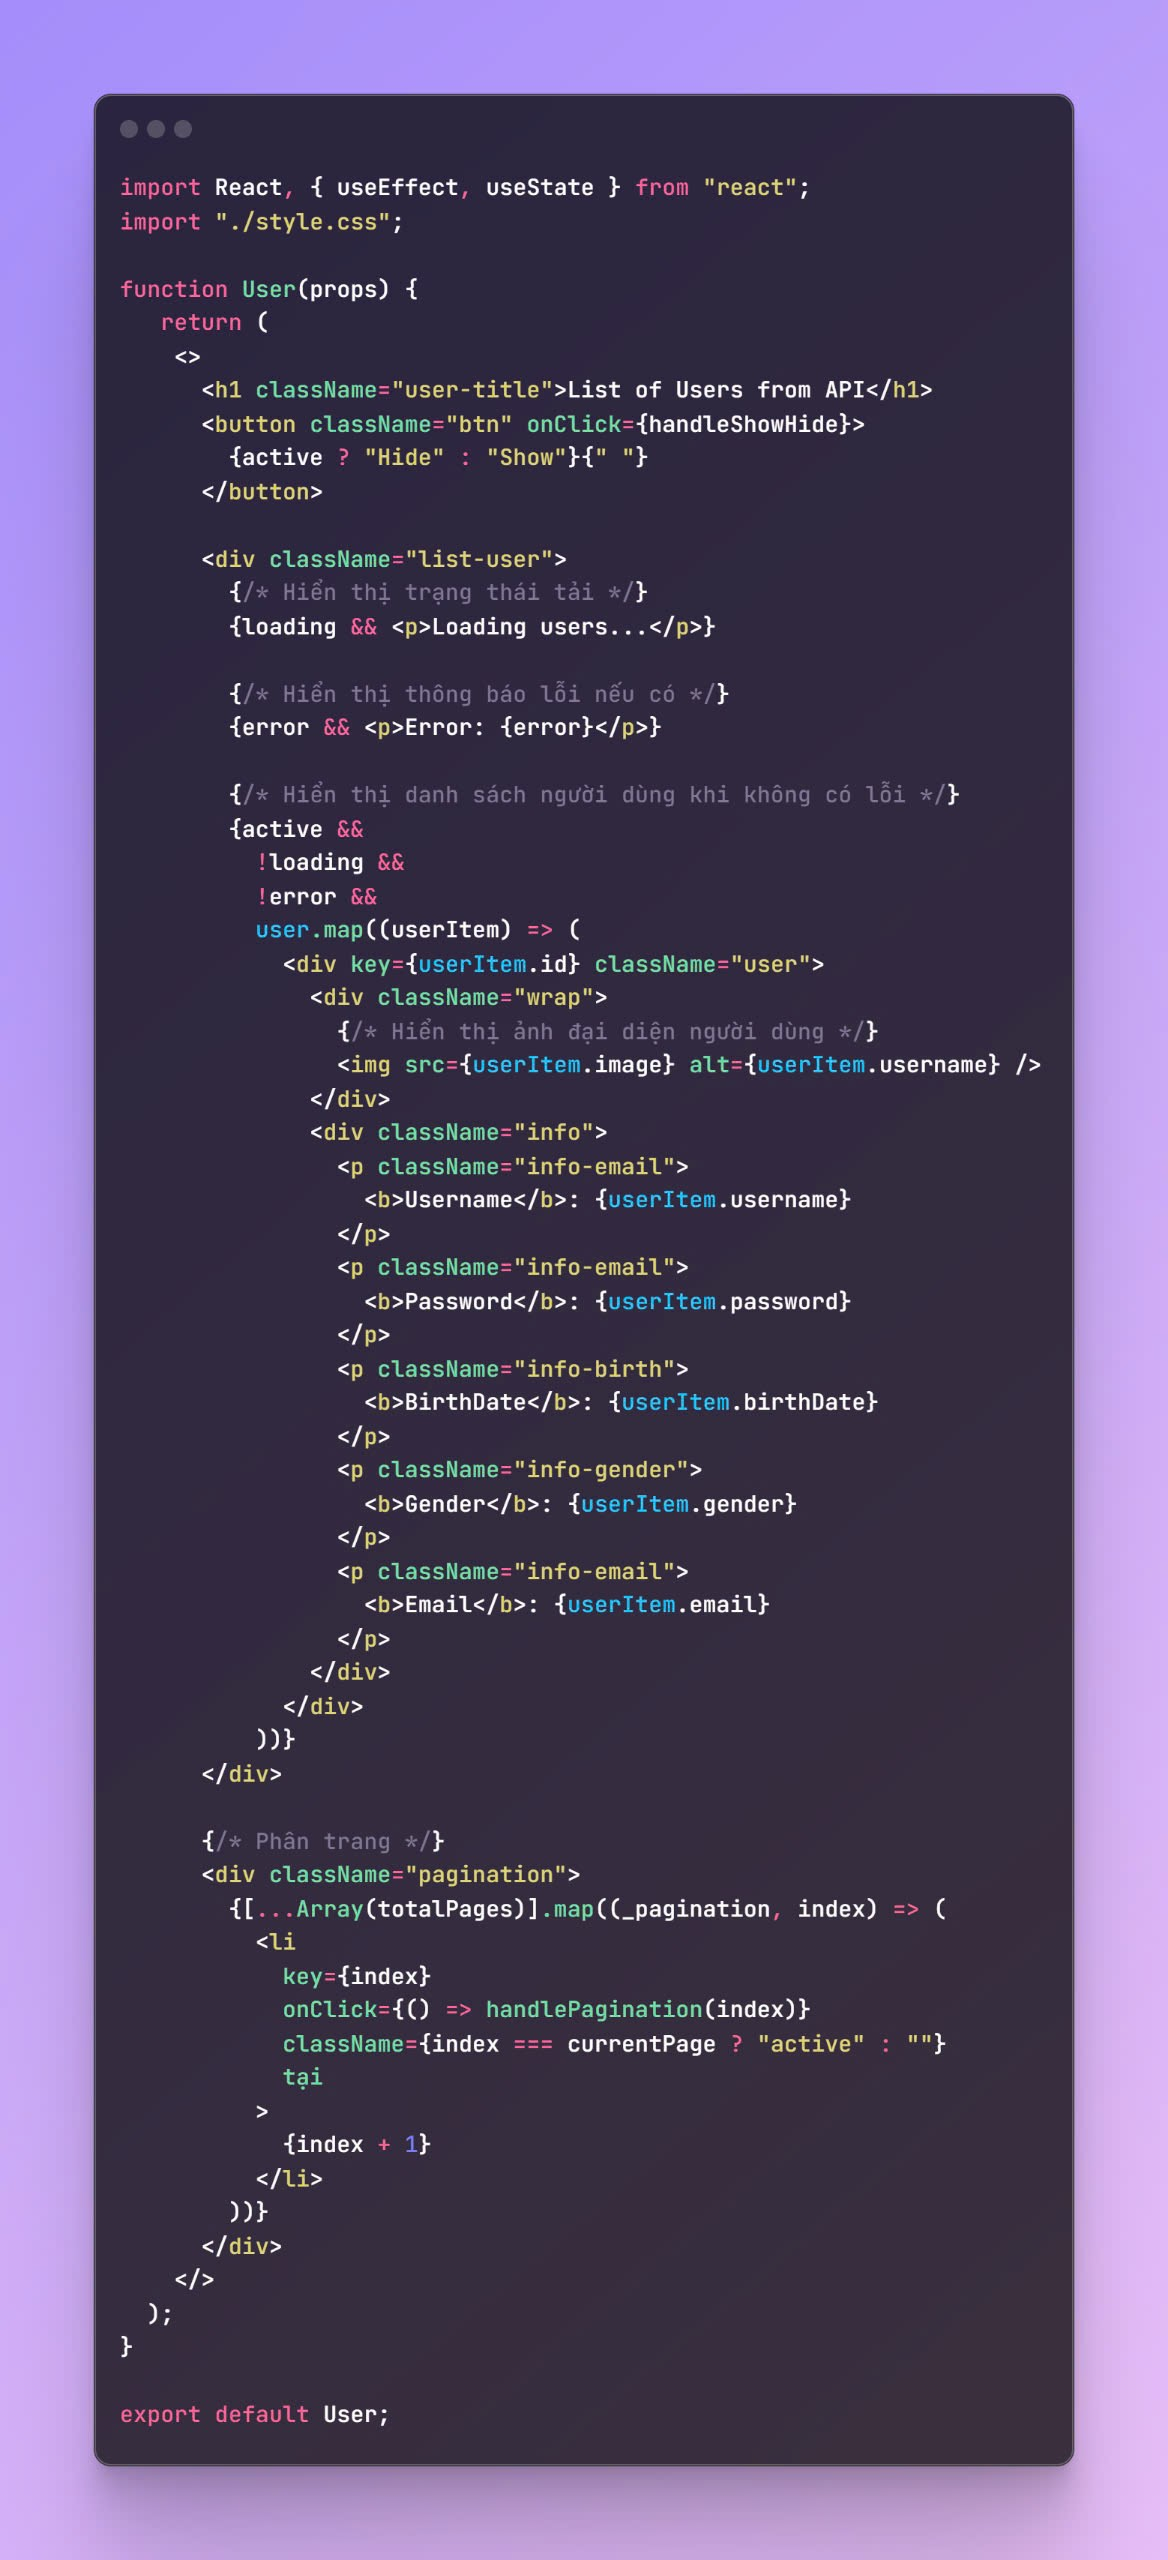 import React, { useEffect, useState } from "react";
import "./style.css";

function User(props) {
   return (
    <>
      <h1 className="user-title">List of Users from API</h1>
      <button className="btn" onClick={handleShowHide}>
        {active ? "Hide" : "Show"}{" "}
      </button>

      <div className="list-user">
        {/* Hiển thị trạng thái tải */}
        {loading && <p>Loading users...</p>}

        {/* Hiển thị thông báo lỗi nếu có */}
        {error && <p>Error: {error}</p>}

        {/* Hiển thị danh sách người dùng khi không có lỗi */}
        {active &&
          !loading &&
          !error &&
          user.map((userItem) => (
            <div key={userItem.id} className="user">
              <div className="wrap">
                {/* Hiển thị ảnh đại diện người dùng */}
                <img src={userItem.image} alt={userItem.username} />
              </div>
              <div className="info">
                <p className="info-email">
                  <b>Username</b>: {userItem.username}
                </p>
                <p className="info-email">
                  <b>Password</b>: {userItem.password}
                </p>
                <p className="info-birth">
                  <b>BirthDate</b>: {userItem.birthDate}
                </p>
                <p className="info-gender">
                  <b>Gender</b>: {userItem.gender}
                </p>
                <p className="info-email">
                  <b>Email</b>: {userItem.email}
                </p>
              </div>
            </div>
          ))}
      </div>

      {/* Phân trang */}
      <div className="pagination">
        {[...Array(totalPages)].map((_pagination, index) => (
          <li
            key={index}
            onClick={() => handlePagination(index)}
            className={index === currentPage ? "active" : ""}
            tại
          >
            {index + 1}
          </li>
        ))}
      </div>
    </>
  );
}

export default User;